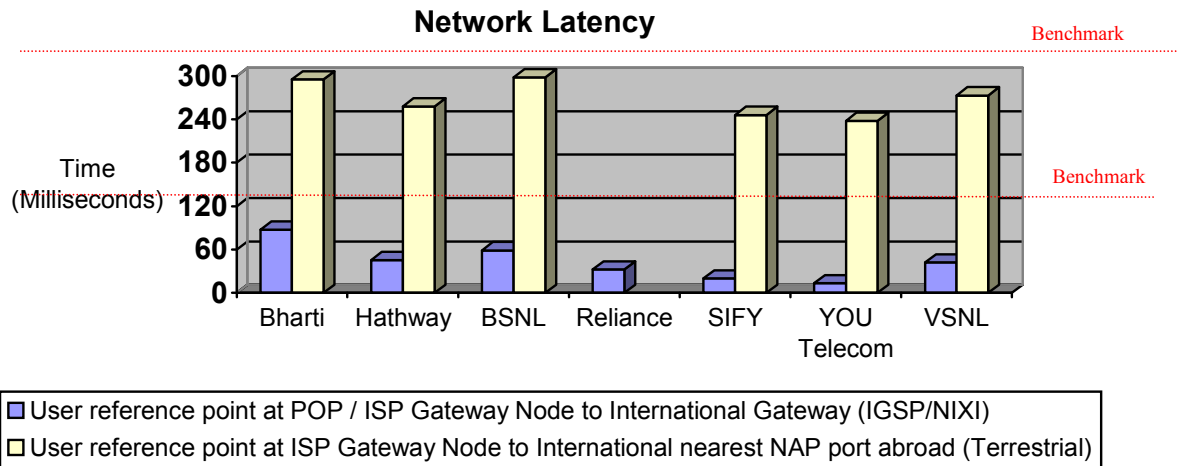 Network Latency
Benchmark
300
240
180
120
60
0
Time
(Milliseconds)
Benchmark
Bharti
Hathway
BSNL
Reliance
SIFY
YOU
Telecom
VSNL
User reference point at POP / ISP Gateway Node to International Gateway (IGSP/NIXI)
User reference point at ISP Gateway Node to International nearest NAP port abroad (Terrestrial)